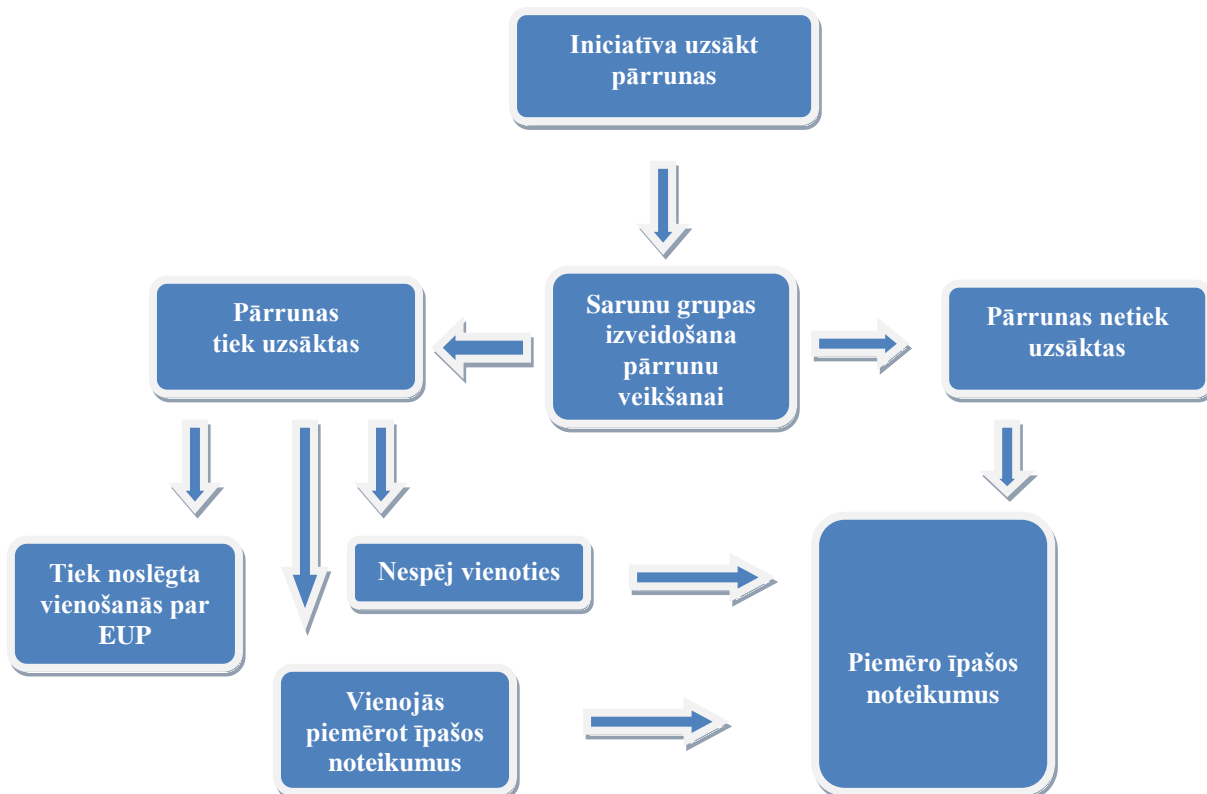 Iniciatīva uzsākt
pārrunas
Pārrunas
tiek uzsāktas
Sarunu grupas
izveidošana
pārrunu
veikšanai
Pārrunas netiek
uzsāktas
Tiek noslēgta
vienošanās par
EUP
Nespēj vienoties
Vienojās
piemērot īpašos
noteikumus
Piemēro īpašos
noteikumus